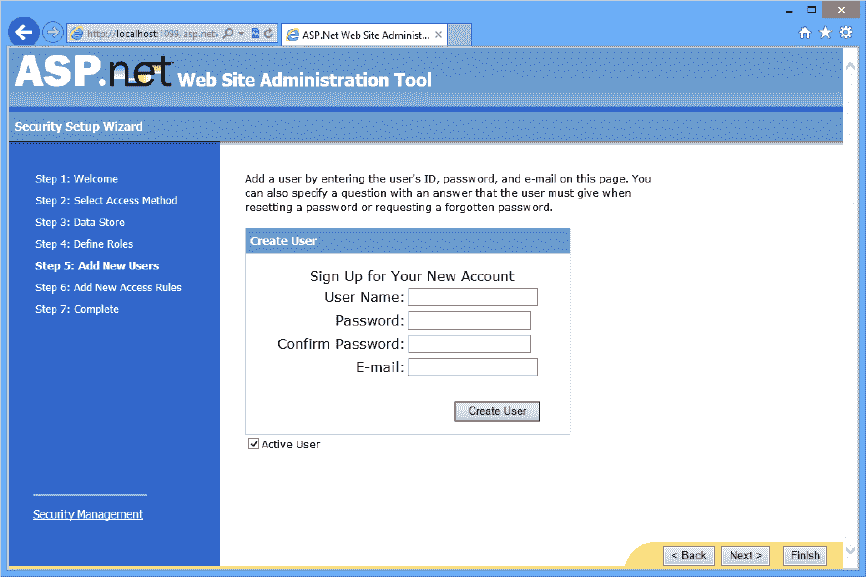 http://localhost:1099
asp.net
ASP.Net Web Site Administ...
ASP.net Web Site Administration Tool
Security Setup Wizard
Step 1: Welcome
Step 2: Select Access Method
Step 3: Data Store
Step 4: Define Roles
Step 5: Add New Users
Step 6: Add New Access Rules
Step 7: Complete
Security Management
Add a user by entering the user's ID, password, and e-mail on this page. You
can also specify a question with an answer that the user must give when
resetting a password or requesting a forgotten password.
Create User
Sign Up for Your New Account
User Name:
Password:
Confirm Password:
E-mail:
Create User
Active User
< Back
Next >
Finish